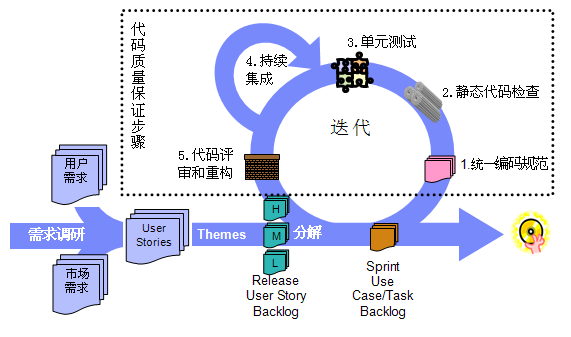 代
码
质
量
保
证
步
骤
3.单元测试
4.持续
集成
2.静态代码检查
迭代
5.代码评
审和重构
1.统一编码规范
用户
需求
需求调研
User
Stories
Themes
H
M
L
分解
市场
需求
Release
User Story
Backlog
Sprint
Use
Case/Task
Backlog